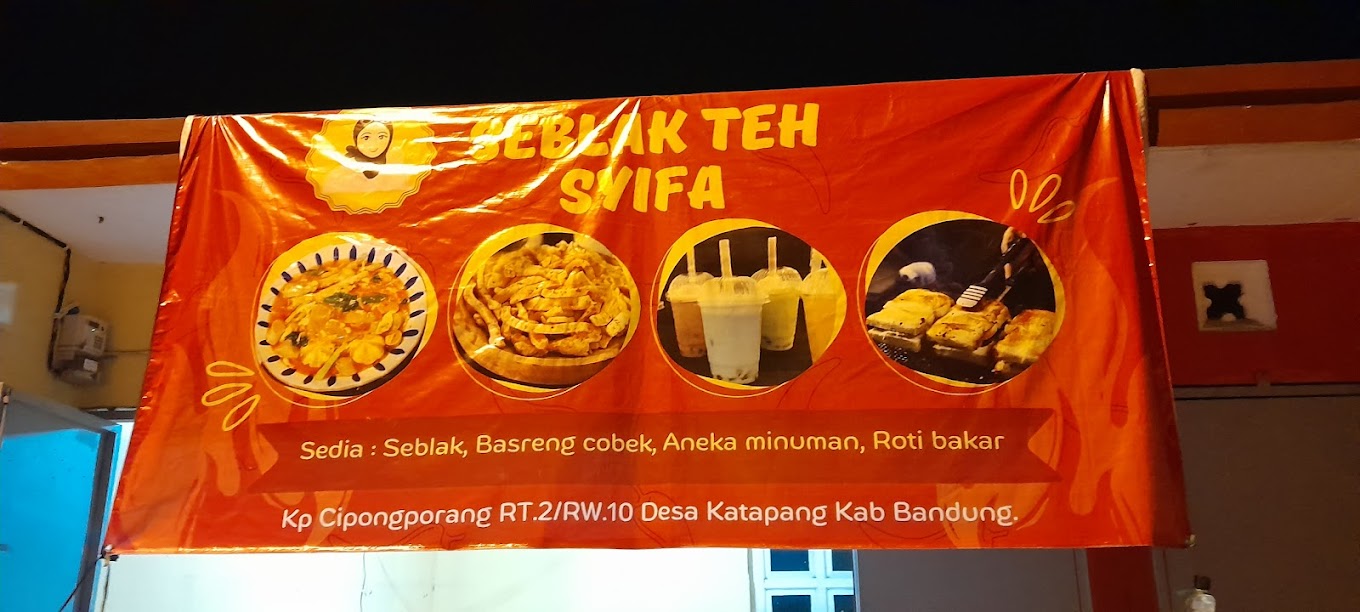 SEBLAK TEH
SYIFA
Sedia : Seblak, Basreng cobek, Aneka minuman, Roti bakar
Kp Cipongporang RT.2/RW.10 Desa Katapang Kab Bandung.